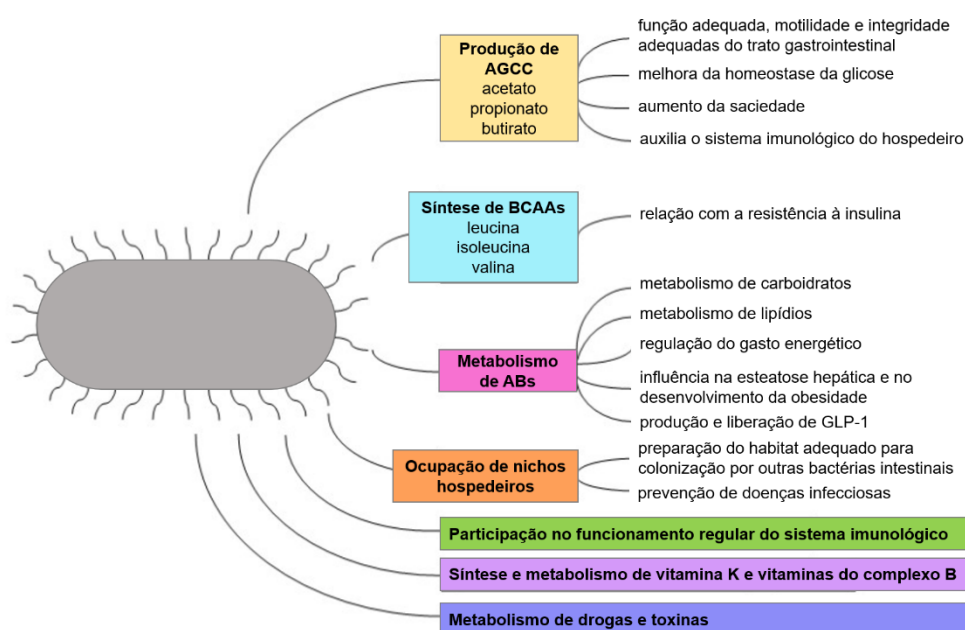 Produção de
AGCC
acetato
propionato
butirato
função adequada, motilidade e integridade
adequadas do trato gastrointestinal
melhora da homeostase da glicose
aumento da saciedade
auxilia o sistema imunológico do hospedeiro
Síntese de BCAAs
leucina
isoleucina
valina
relação com a resistência à insulina
Metabolismo
de ABs
metabolismo de carboidratos
metabolismo de lipídios
regulação do gasto energético
influência na esteatose hepática e no
desenvolvimento da obesidade
produção e liberação de GLP-1
Ocupação de nichos
hospedeiros
preparação do habitat adequado para
colonização por outras bactérias intestinais
prevenção de doenças infecciosas
Participação no funcionamento regular do sistema imunológico
Síntese e metabolismo de vitamina K e vitaminas do complexo B
Metabolismo de drogas e toxinas